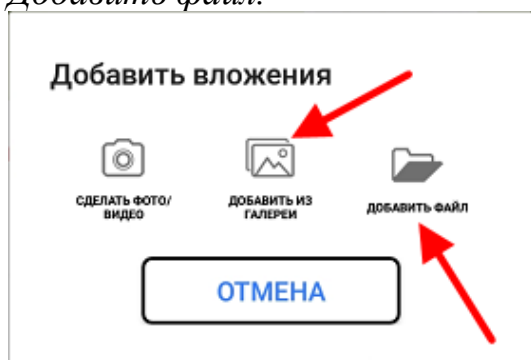 Добавить файл.
Добавить вложения
СДЕЛАТЬ ФОТО/
ВИДЕО
ДОБАВИТЬ ИЗ
ГАЛЕРЕИ
ДОБАВИТЬ ФАЙЛ
ОТМЕНА